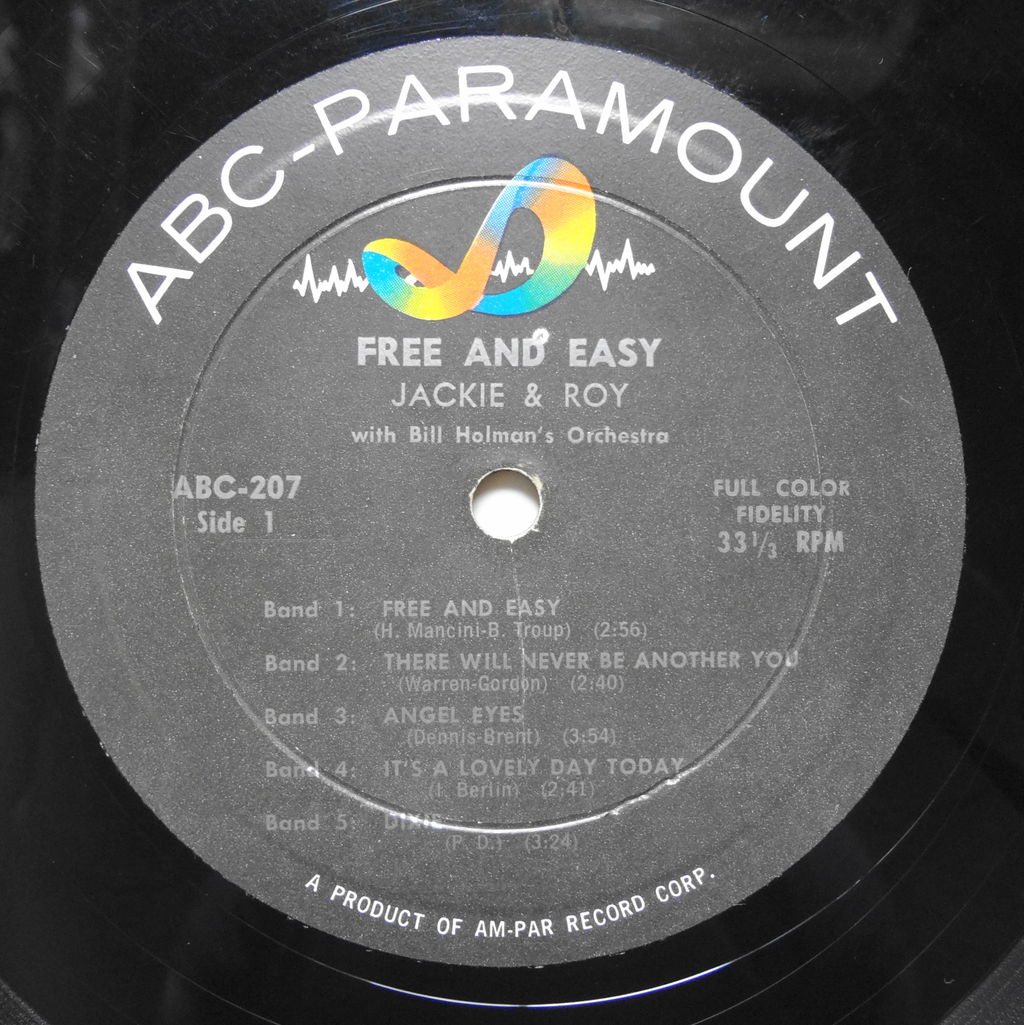 ABC-PARAMOUNT
FREE AND EASY
JACKIE & ROY
with Bill Holman's Orchestra
ABC-207
Side 1
FULL COLOR
FIDELITY
33 1/3 RPM
Band 1: FREE AND EASY
(H. Mancini-B. Troup) (2:56)
Band 2: THERE WILL NEVER BE ANOTHER YOU
(Warren-Gordon) (2:40)
Band 3: ANGEL EYES
(Dennis-Brent) (3:54)
Band 4: IT'S A LOVELY DAY TODAY
(I. Berlin) (2:41)
Band 5: DIXIE
(P. D.) (3:24)
A PRODUCT OF AM-PAR RECORD CORP.